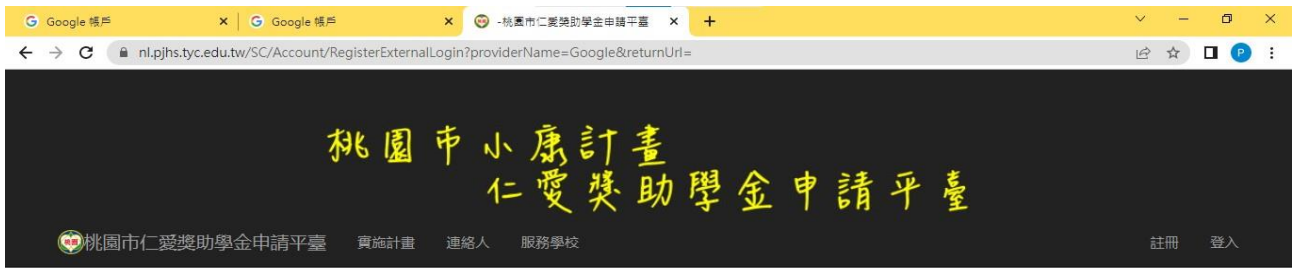 Google 帳戶
Google 帳戶
-桃園市仁愛獎助學金申請平臺
nl.pjhs.tyc.edu.tw/SC/Account/RegisterExternalLogin?providerName=Google&returnUrl=
P
桃園市小康計畫
仁愛獎助學金申請平臺
桃園市仁愛獎助學金申請平臺 實施計畫 連絡人 服務學校 註冊 登入